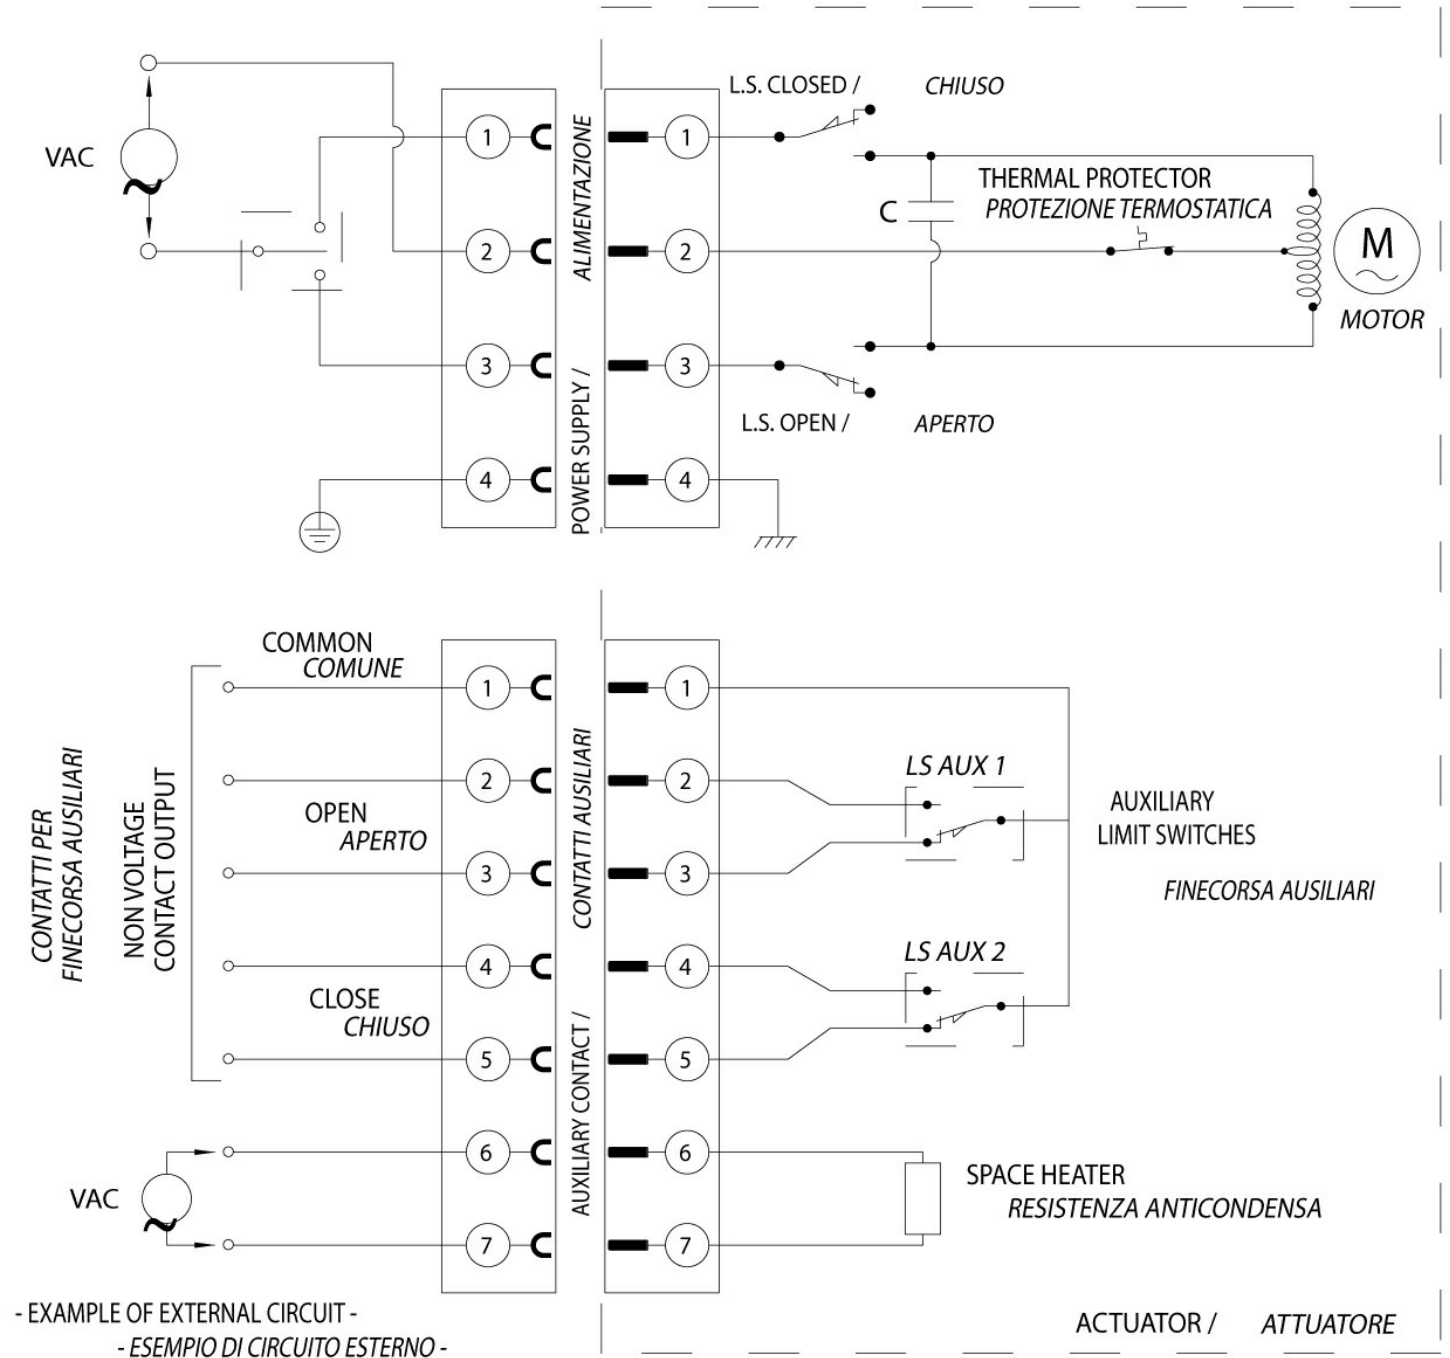 L.S. CLOSED / CHIUSO
VAC
1
1
THERMAL PROTECTOR
PROTEZIONE TERMOSTATICA
C
M
MOTOR
2
2
3
3
L.S. OPEN / APERTO
4
4
POWER SUPPLY / ALIMENTAZIONE
COMMON
COMUNE
1
1
2
2
LS AUX 1
OPEN
APERTO
AUXILIARY
LIMIT SWITCHES
3
3
FINECORSA AUSILIARI
CONTATTI PER
FINECORSA AUSILIARI
NON VOLTAGE
CONTACT OUTPUT
4
4
LS AUX 2
CLOSE
CHIUSO
5
5
AUXILIARY CONTACT / CONTATTI AUSILIARI
6
6
VAC
SPACE HEATER
RESISTENZA ANTICONDENSA
7
7
- EXAMPLE OF EXTERNAL CIRCUIT -
- ESEMPIO DI CIRCUITO ESTERNO -
ACTUATOR / ATTUATORE